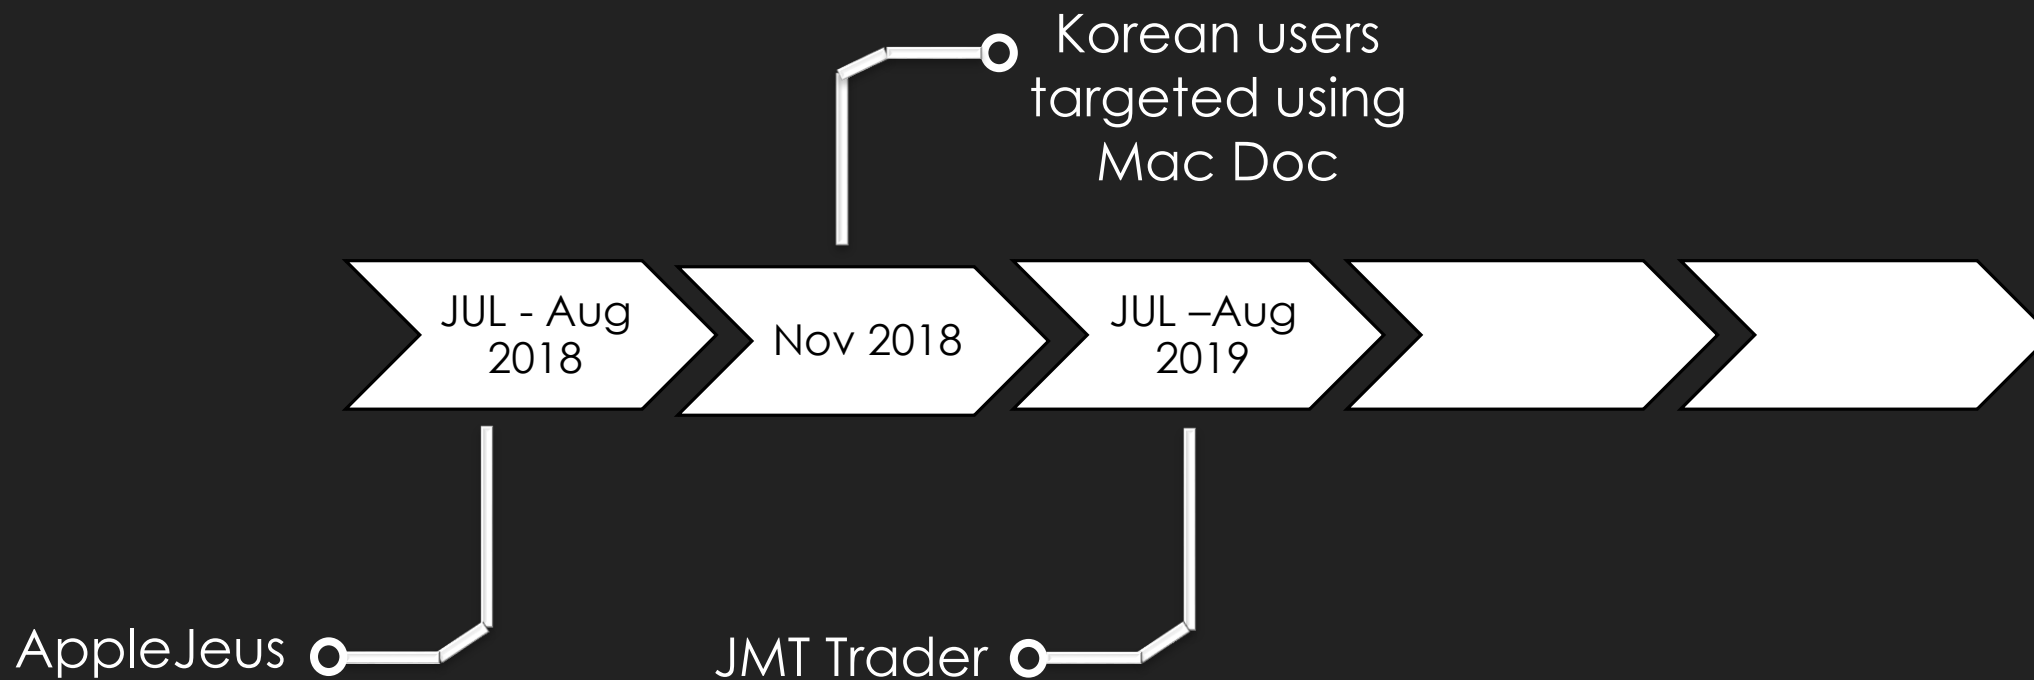 Korean users
targeted using
Mac Doc
JUL - Aug
2018
Nov 2018
JUL –Aug
2019
AppleJeus
JMT Trader